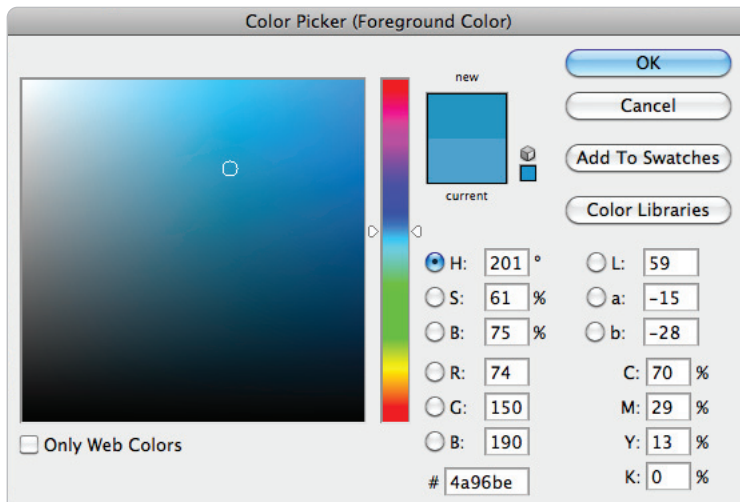 Color Picker (Foreground Color)
new
current
OK
Cancel
Add To Swatches
Color Libraries
H: 201 °
S: 61 %
B: 75 %
R: 74
G: 150
B: 190
# 4a96be
L: 59
a: -15
b: -28
C: 70 %
M: 29 %
Y: 13 %
K: 0 %
Only Web Colors